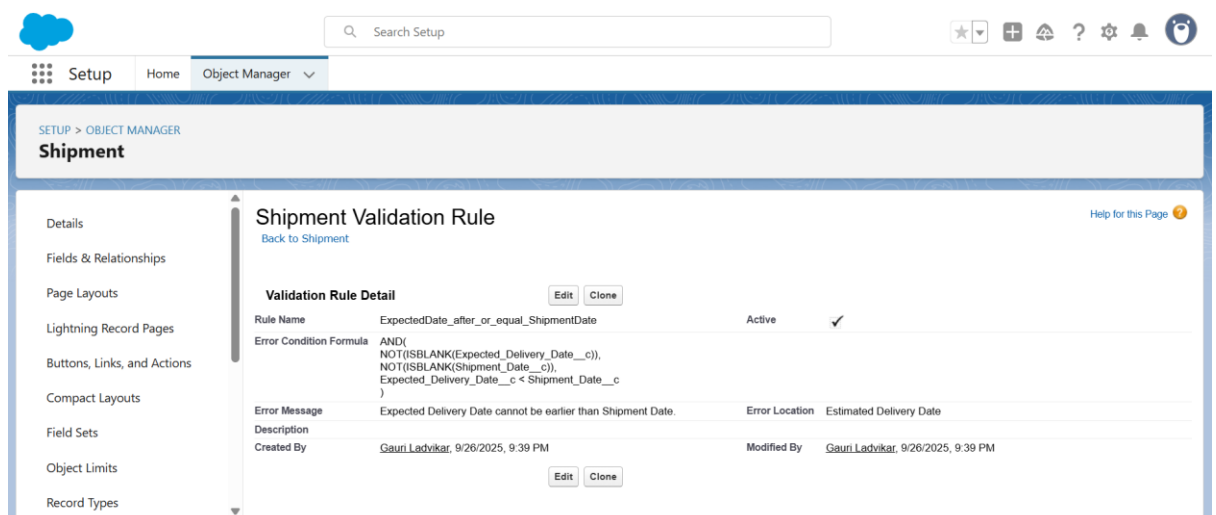 Search Setup
Setup
Home
Object Manager
SETUP > OBJECT MANAGER
Shipment
Details
Fields & Relationships
Page Layouts
Lightning Record Pages
Buttons, Links, and Actions
Compact Layouts
Field Sets
Object Limits
Record Types
Shipment Validation Rule
Help for this Page
Back to Shipment
Validation Rule Detail
Edit Clone
Rule Name ExpectedDate_after_or_equal_ShipmentDate Active
Error Condition Formula AND(
NOT(ISBLANK(Expected_Delivery_Date__c)),
NOT(ISBLANK(Shipment_Date__c)),
Expected_Delivery_Date__c < Shipment_Date__c
)
Error Message Expected Delivery Date cannot be earlier than Shipment Date. Error Location Estimated Delivery Date
Description
Created By Gauri Ladvikar, 9/26/2025, 9:39 PM Modified By Gauri Ladvikar, 9/26/2025, 9:39 PM
Edit Clone